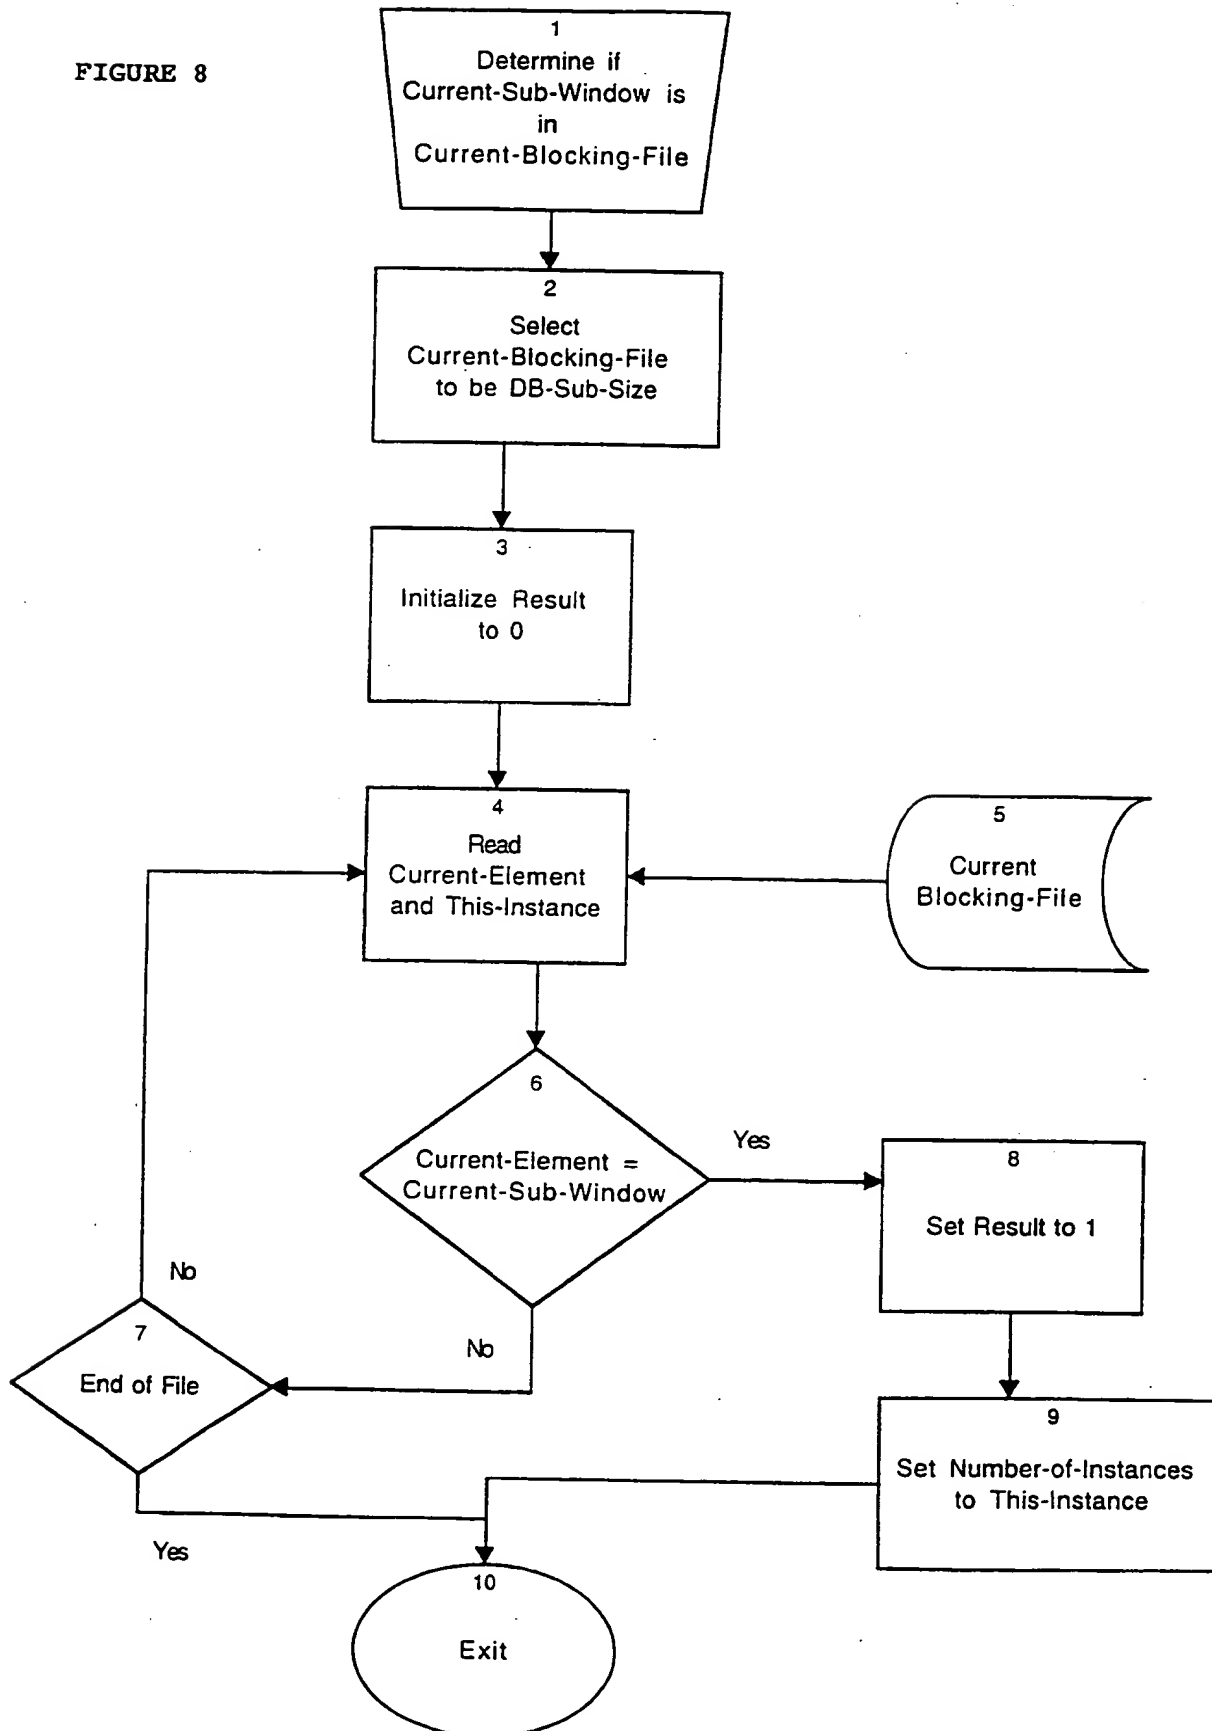 FIGURE 8
1
Determine if
Current-Sub-Window is
in
Current-Blocking-File
2
Select
Current-Blocking-File
to be DB-Sub-Size
3
Initialize Result
to 0
4
Read
Current-Element
and This-Instance
5
Current
Blocking-File
6
Current-Element =
Current-Sub-Window
Yes
8
Set Result to 1
No
7
End of File
No
9
Set Number-of-Instances
to This-Instance
Yes
10
Exit